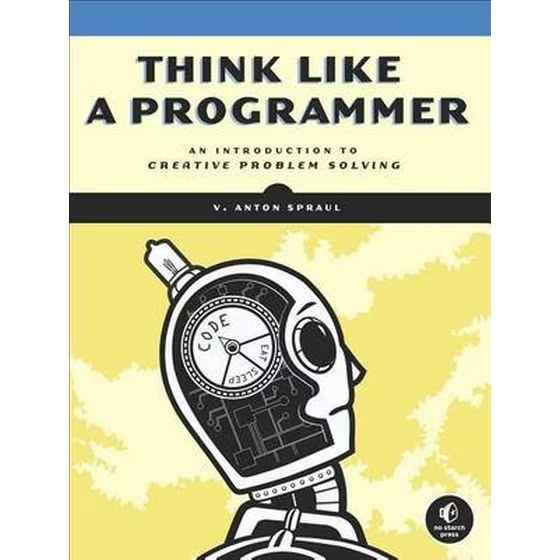 THINK LIKE
A PROGRAMMER
AN INTRODUCTION TO
CREATIVE PROBLEM SOLVING
V. ANTON SPRAUL
CODE
EAT
SLEEP
no starch
press